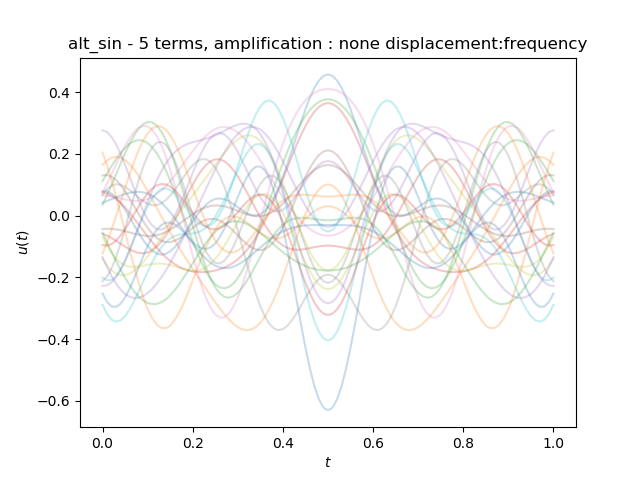 alt_sin - 5 terms, amplification : none displacement:frequency
0.4
0.2
0.0
−0.2
−0.4
−0.6
u(t)
0.0 0.2 0.4 0.6 0.8 1.0
t